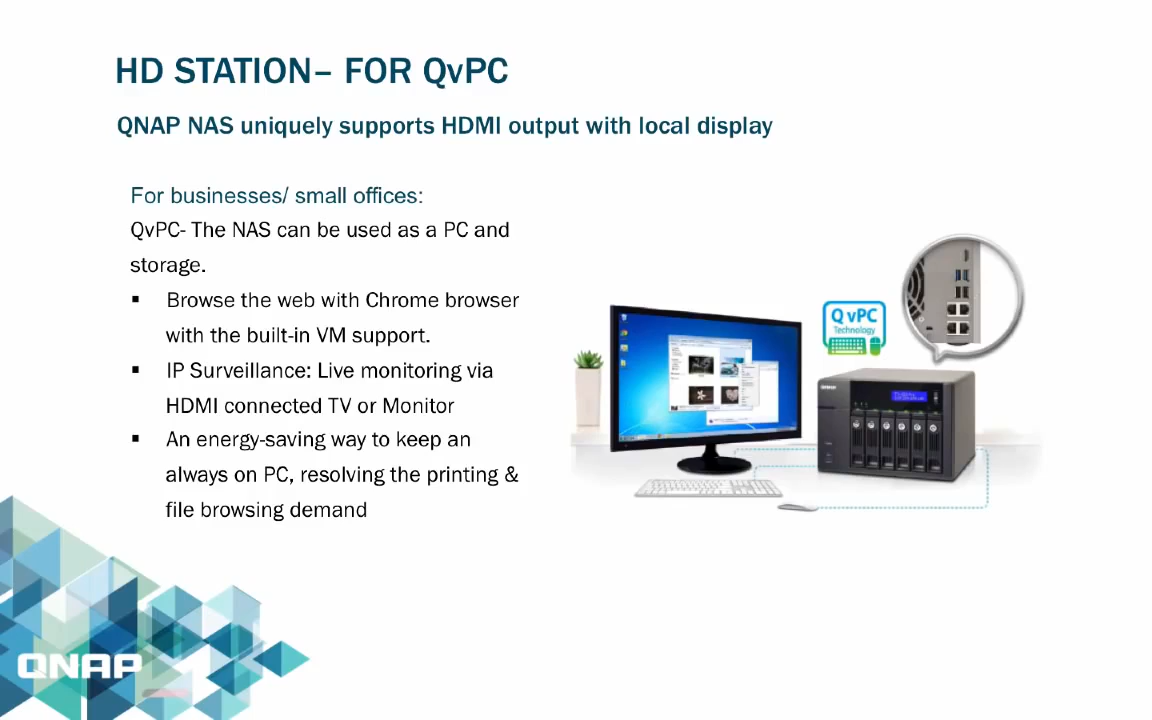 HD STATION– FOR QvPC
QNAP NAS uniquely supports HDMI output with local display
For businesses/ small offices:
QvPC- The NAS can be used as a PC and
storage.
▪ Browse the web with Chrome browser
with the built-in VM support.
▪ IP Surveillance: Live monitoring via
HDMI connected TV or Monitor
▪ An energy-saving way to keep an
always on PC, resolving the printing &
file browsing demand
Q vPC
Technology
QNAP
QNAP